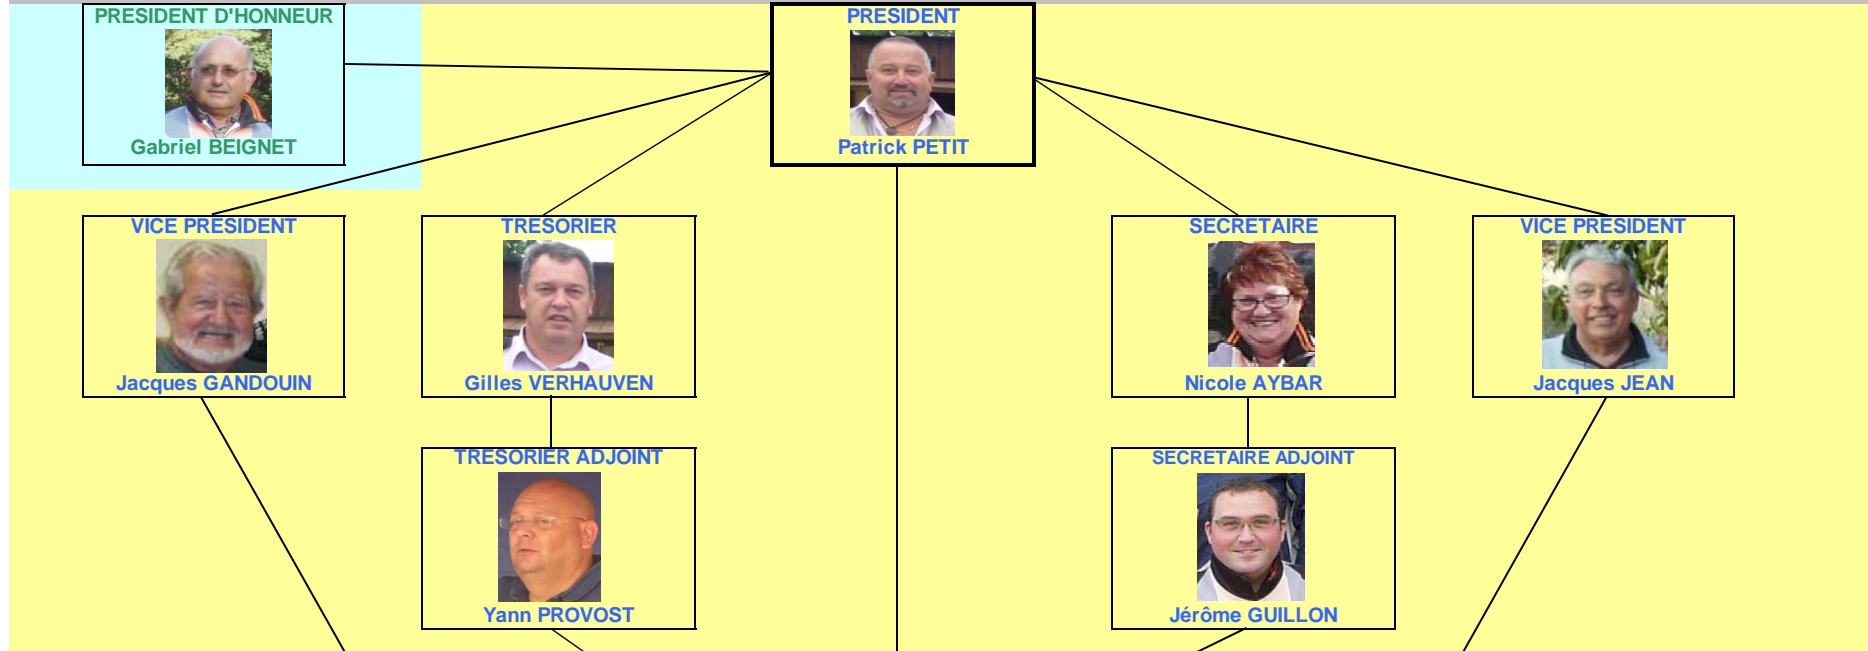 PRESIDENT D'HONNEUR
Gabriel BEIGNET
PRESIDENT
Patrick PETIT
VICE PRESIDENT
Jacques GANDOUIN
TRESORIER
Gilles VERHAUVEN
SECRETAIRE
Nicole AYBAR
VICE PRESIDENT
Jacques JEAN
TRESORIER ADJOINT
Yann PROVOST
SECRETAIRE ADJOINT
Jérôme GUILLON